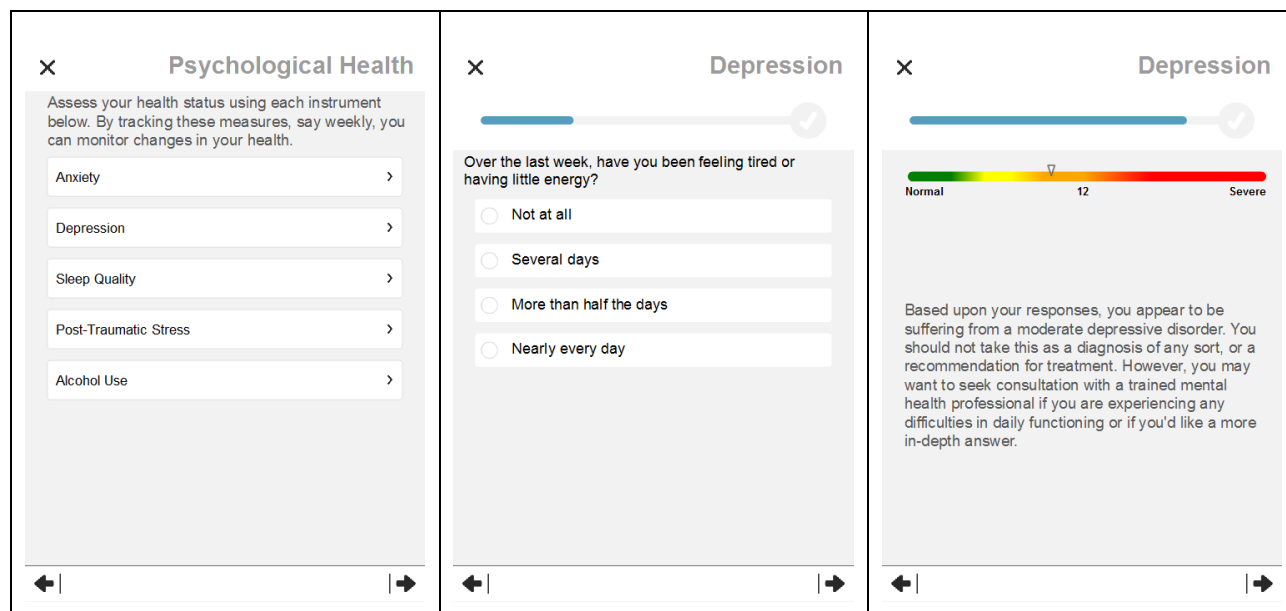 Psychological Health
Assess your health status using each instrument
below. By tracking these measures, say weekly, you
can monitor changes in your health.
Anxiety
Depression
Sleep Quality
Post-Traumatic Stress
Alcohol Use
Depression
Over the last week, have you been feeling tired or
having little energy?
Not at all
Several days
More than half the days
Nearly every day
Depression
Normal 12 Severe
Based upon your responses, you appear to be
suffering from a moderate depressive disorder. You
should not take this as a diagnosis of any sort, or a
recommendation for treatment. However, you may
want to seek consultation with a trained mental
health professional if you are experiencing any
difficulties in daily functioning or if you'd like a more
in-depth answer.